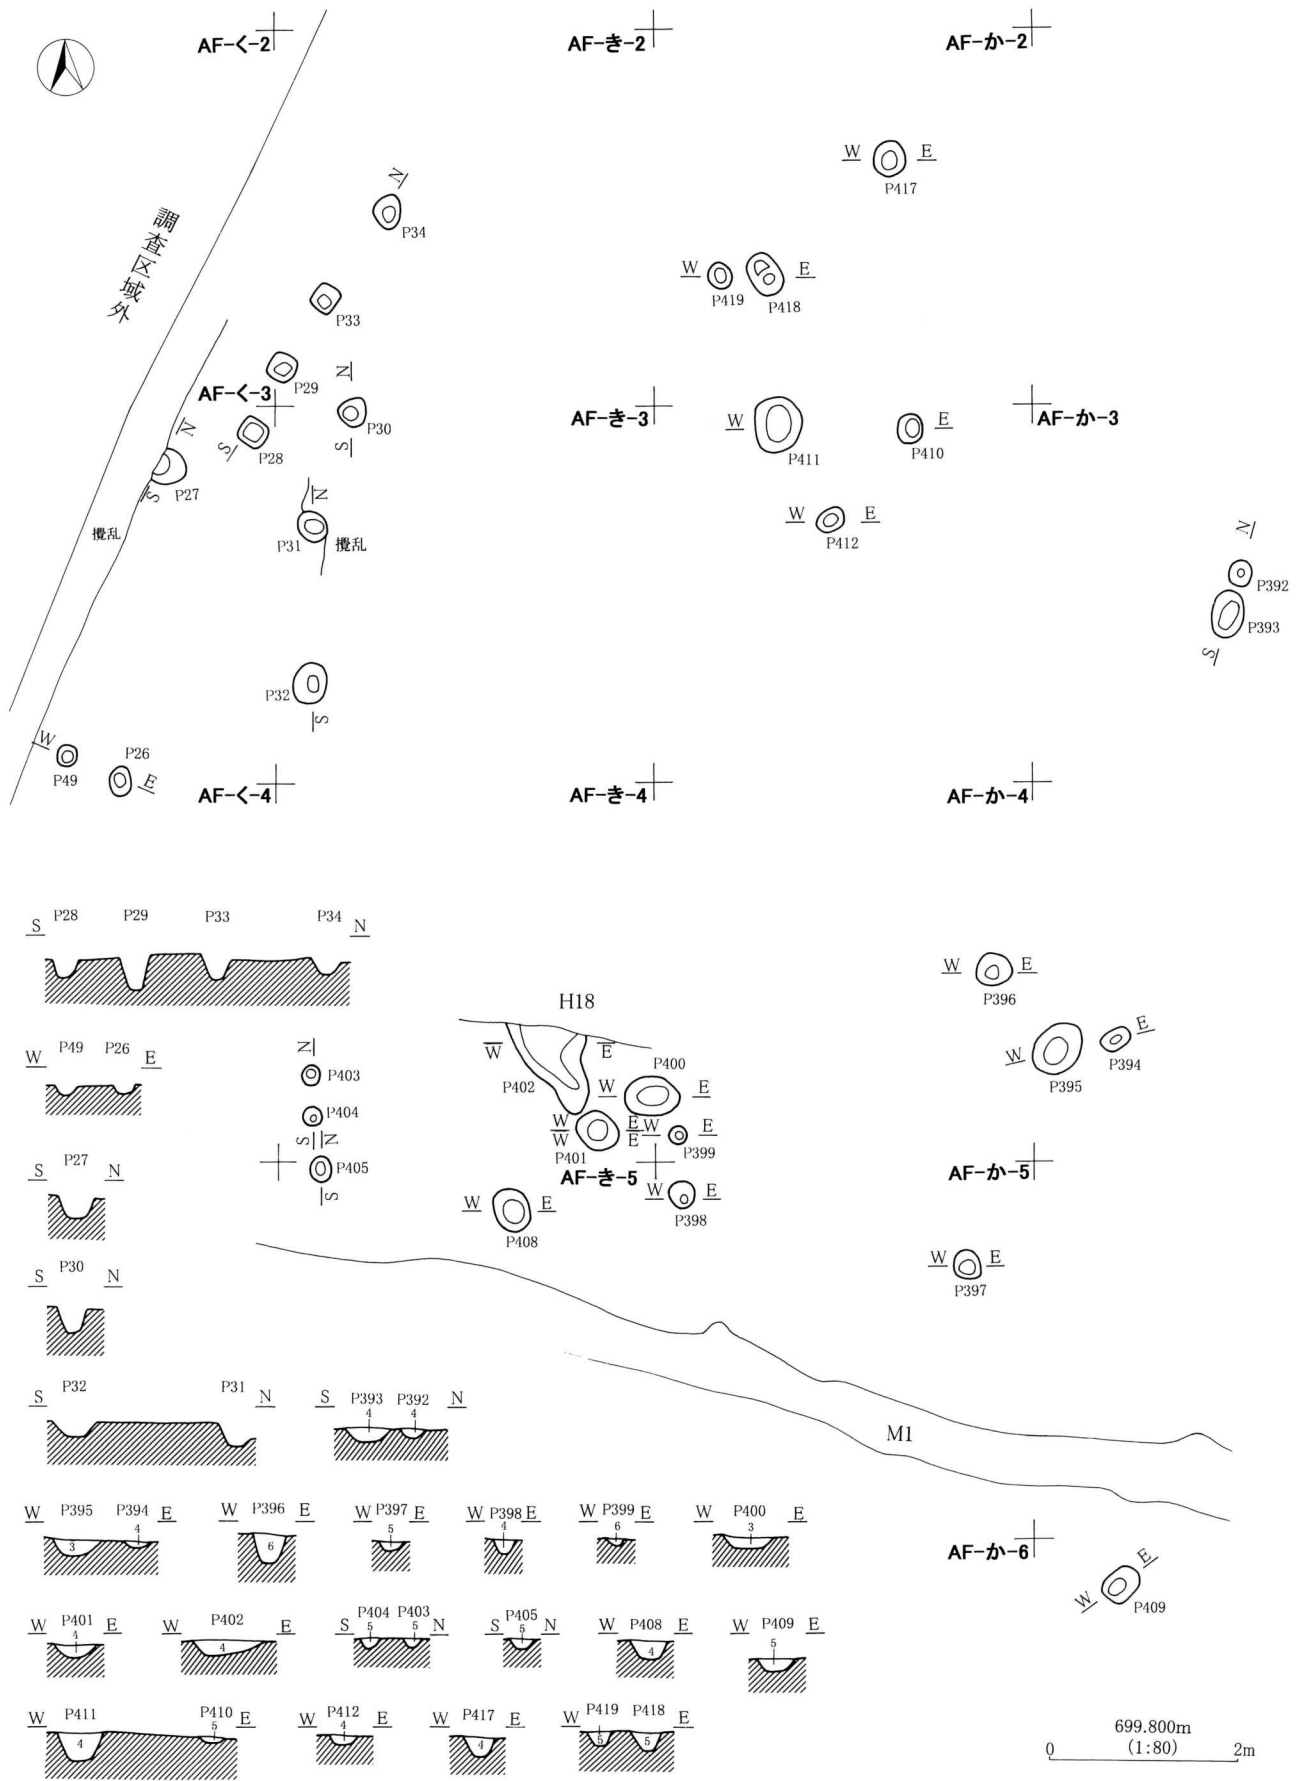 AF-く-2
AF-き-2
AF-か-2
W E
P417
N
P34
調査区域外
W E
P419
P418
P33
P29
N
AF-く-3
AF-き-3
AF-か-3
P30
S
N
P28
S
W
P411
E
P410
P27
S
N
P31
攪乱
攪乱
W E
P412
N
P392
P393
S
P32
S
W
P49
P26
E
AF-く-4
AF-き-4
AF-か-4
S P28 P29 P33 P34 N
W E
P396
H18
W P49 P26 E
N
P403
W E
P402
P400
W E
E
P394
W
P395
P404
S N
W E W E
W E
P401
P399
S P27 N
P405
S
AF-き-5
AF-か-5
W E
P398
W E
P408
S P30 N
W E
P397
S P32 P31 N
S P393 P392 N
4 4
M1
W P395 P394 E
3 4
W P396 E
6
W P397 E
5
W P398 E
4
W P399 E
6
W P400 E
3
AF-か-6
E
W
P409
W P401 E
4
W P402 E
4
S P404 P403 N
5 5
S P405 N
5
W P408 E
4
W P409 E
5
W P411 P410 E
4 5
W P412 E
4
W P417 E
4
W P419 P418 E
5 5
699.800m
(1:80)
0 2m